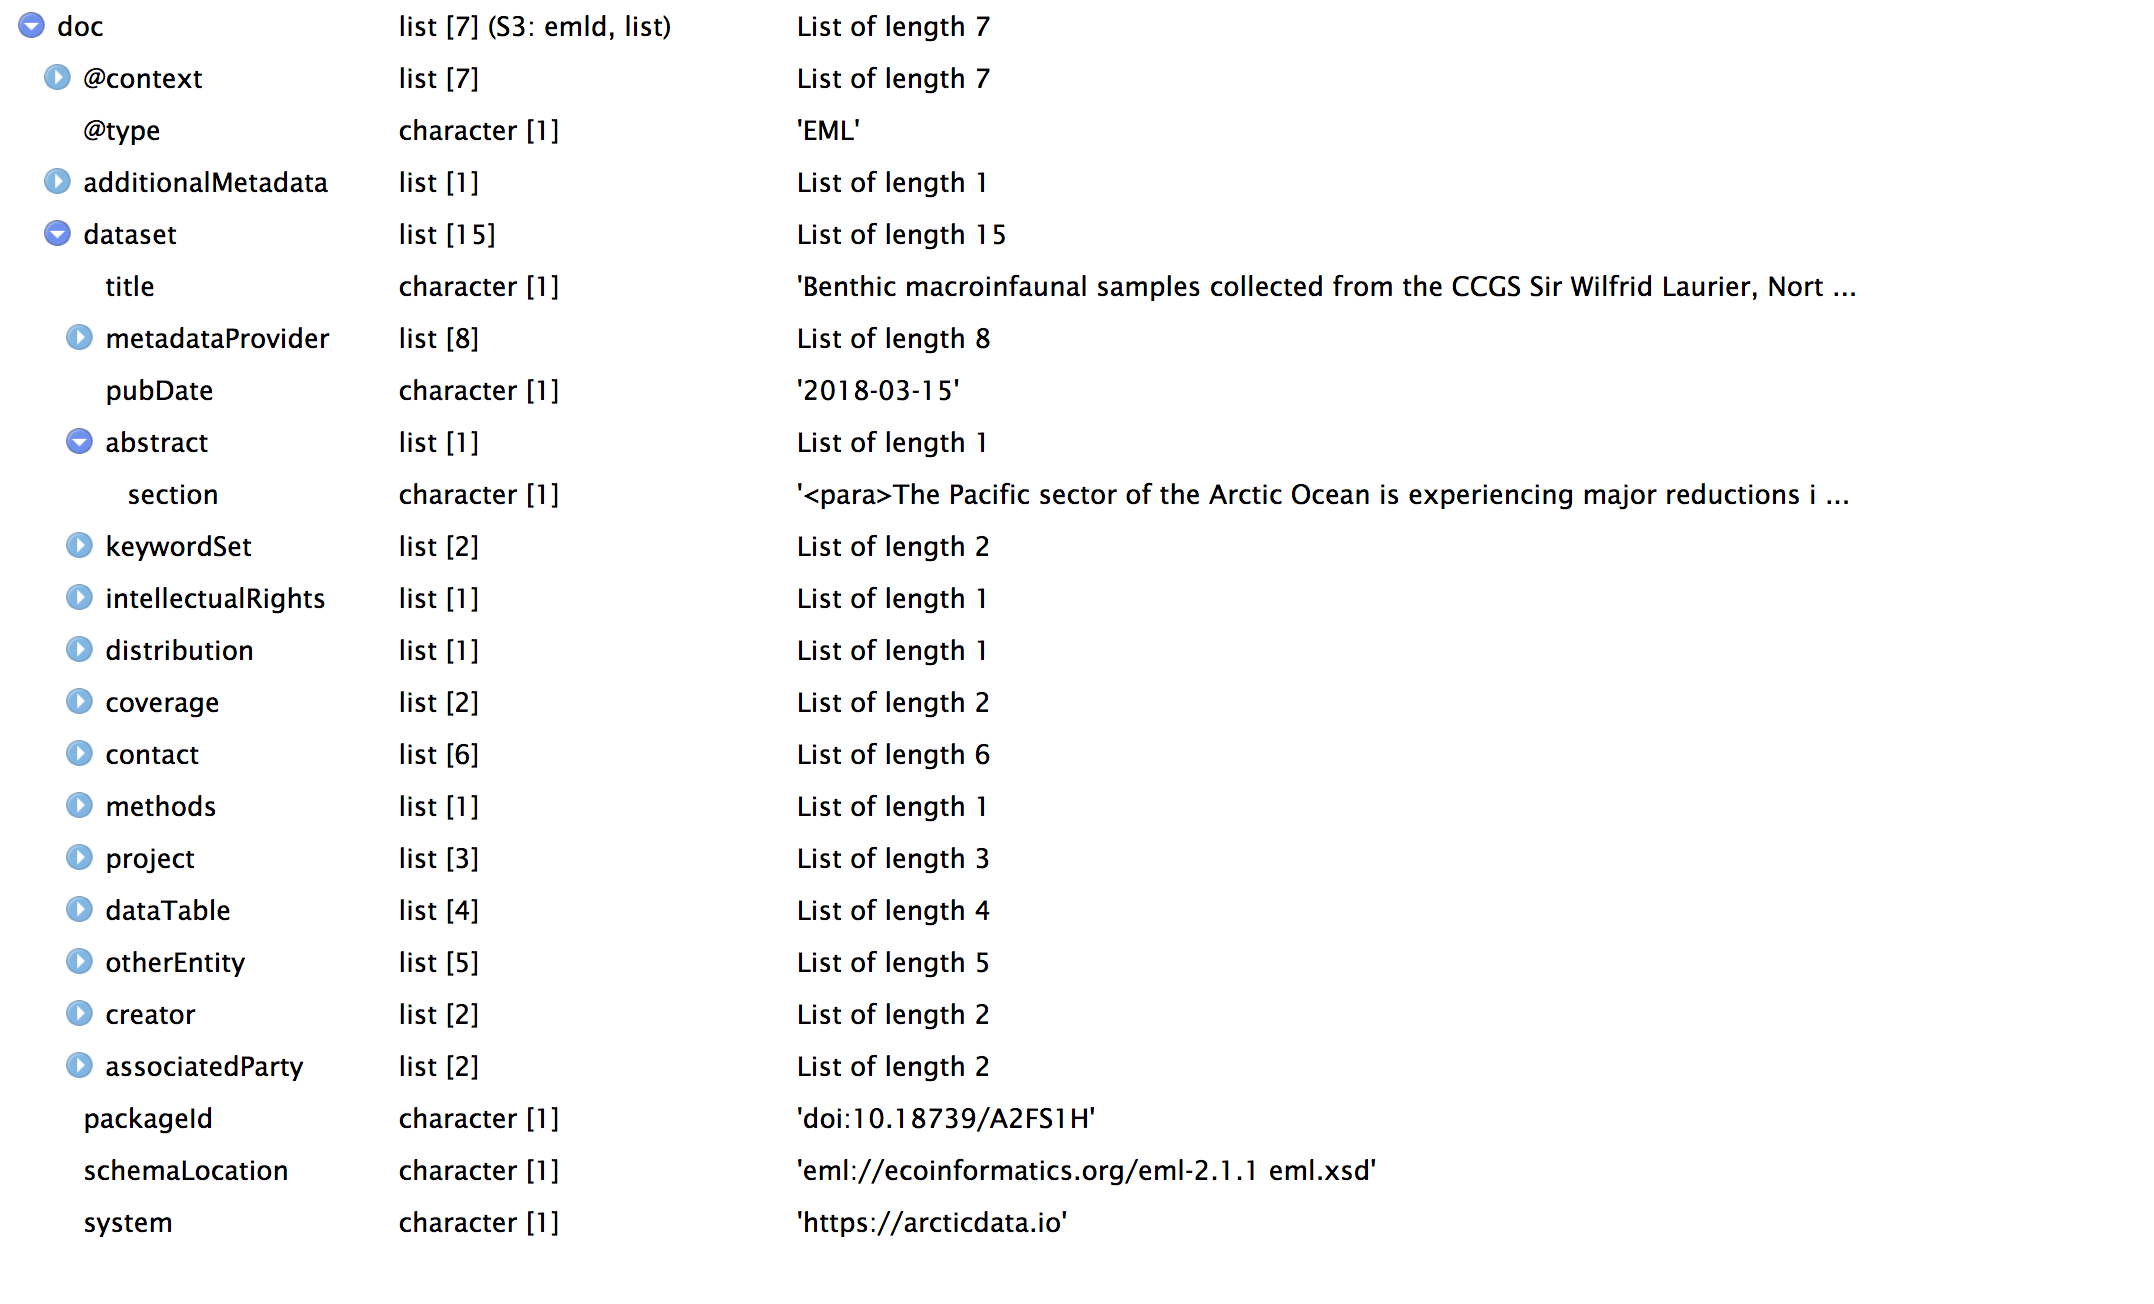 doc list [7] (S3: emld, list) List of length 7
@context list [7] List of length 7
@type character [1] 'EML'
additionalMetadata list [1] List of length 1
dataset list [15] List of length 15
title character [1] 'Benthic macroinfaunal samples collected from the CCGS Sir Wilfrid Laurier, Nort ...
metadataProvider list [8] List of length 8
pubDate character [1] '2018-03-15'
abstract list [1] List of length 1
section character [1] '<para>The Pacific sector of the Arctic Ocean is experiencing major reductions i ...
keywordSet list [2] List of length 2
intellectualRights list [1] List of length 1
distribution list [1] List of length 1
coverage list [2] List of length 2
contact list [6] List of length 6
methods list [1] List of length 1
project list [3] List of length 3
dataTable list [4] List of length 4
otherEntity list [5] List of length 5
creator list [2] List of length 2
associatedParty list [2] List of length 2
packageId character [1] 'doi:10.18739/A2FS1H'
schemaLocation character [1] 'eml://ecoinformatics.org/eml-2.1.1 eml.xsd'
system character [1] 'https://arcticdata.io'